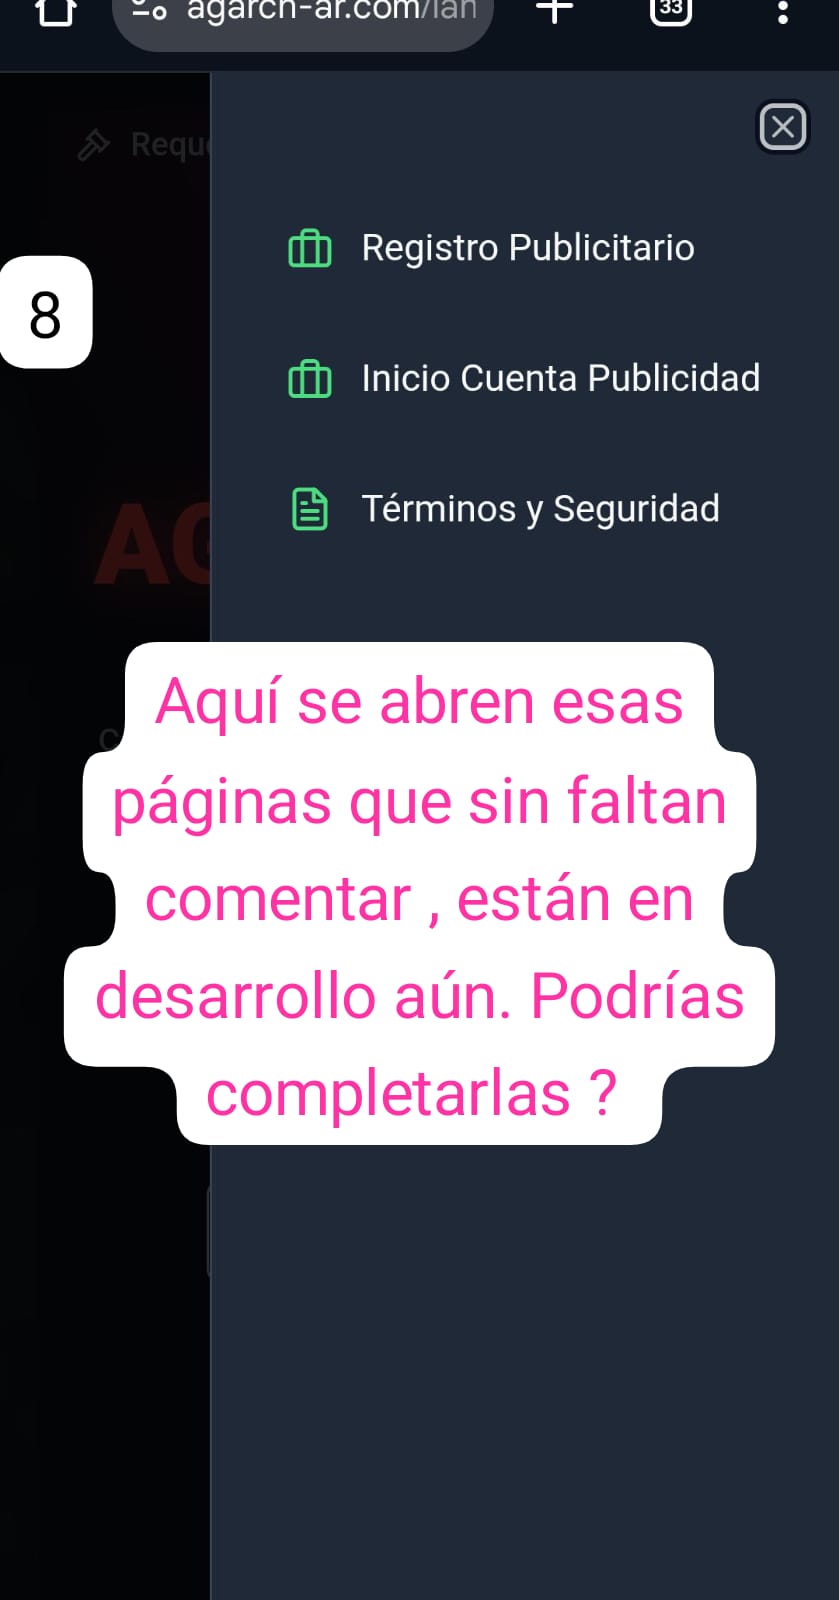 agarch-ar.com/lan
33
Requ
Registro Publicitario
8
Inicio Cuenta Publicidad
Términos y Seguridad
AG
Aquí se abren esas
páginas que sin faltan
comentar , están en
desarrollo aún. Podrías
completarlas ?